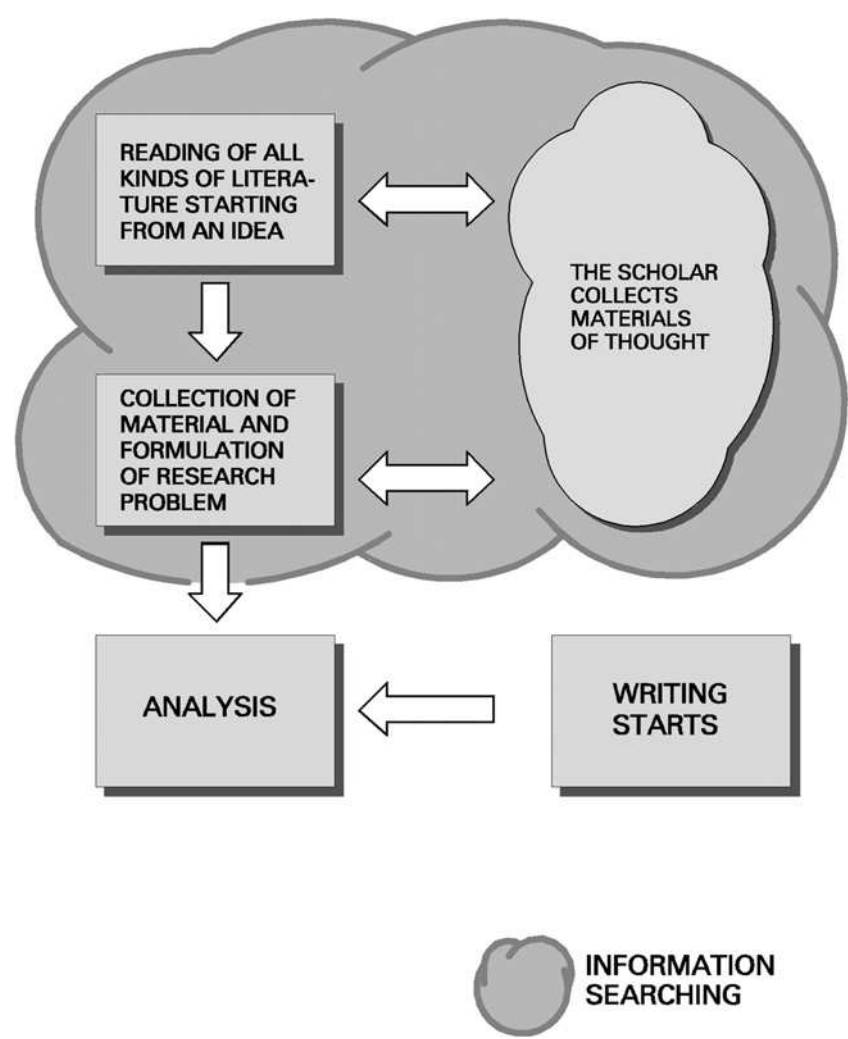 READING OF ALL
KINDS OF LITERA-
TURE STARTING
FROM AN IDEA
THE SCHOLAR
COLLECTS
MATERIALS
OF THOUGHT
COLLECTION OF
MATERIAL AND
FORMULATION
OF RESEARCH
PROBLEM
ANALYSIS
WRITING
STARTS
INFORMATION
SEARCHING